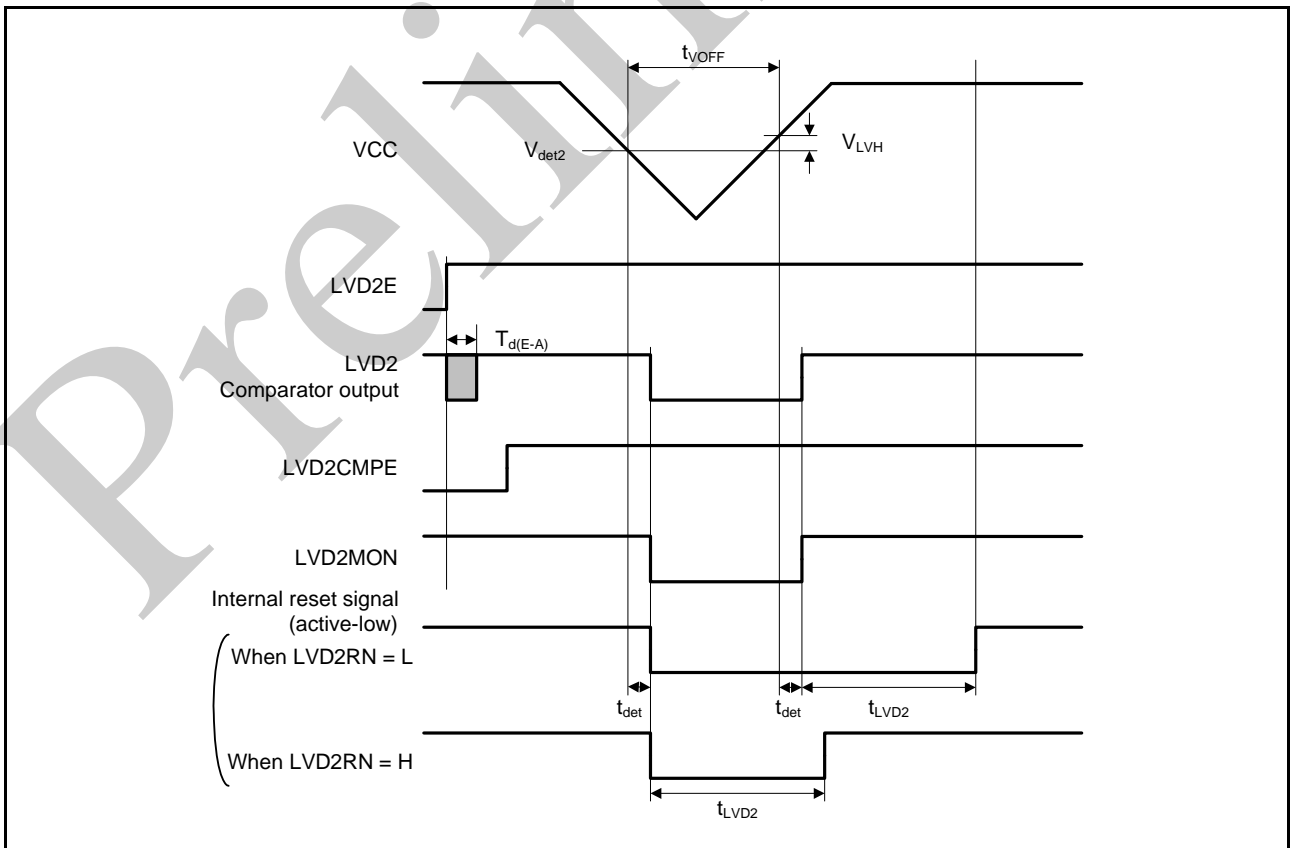 tVOFF
VCC
Vdet2
VLVH
LVD2E
Td(E-A)
LVD2
Comparator output
LVD2CMPE
LVD2MON
Internal reset signal
(active-low)
When LVD2RN = L
tdet
tdet
tLVD2
When LVD2RN = H
tLVD2
Prelim